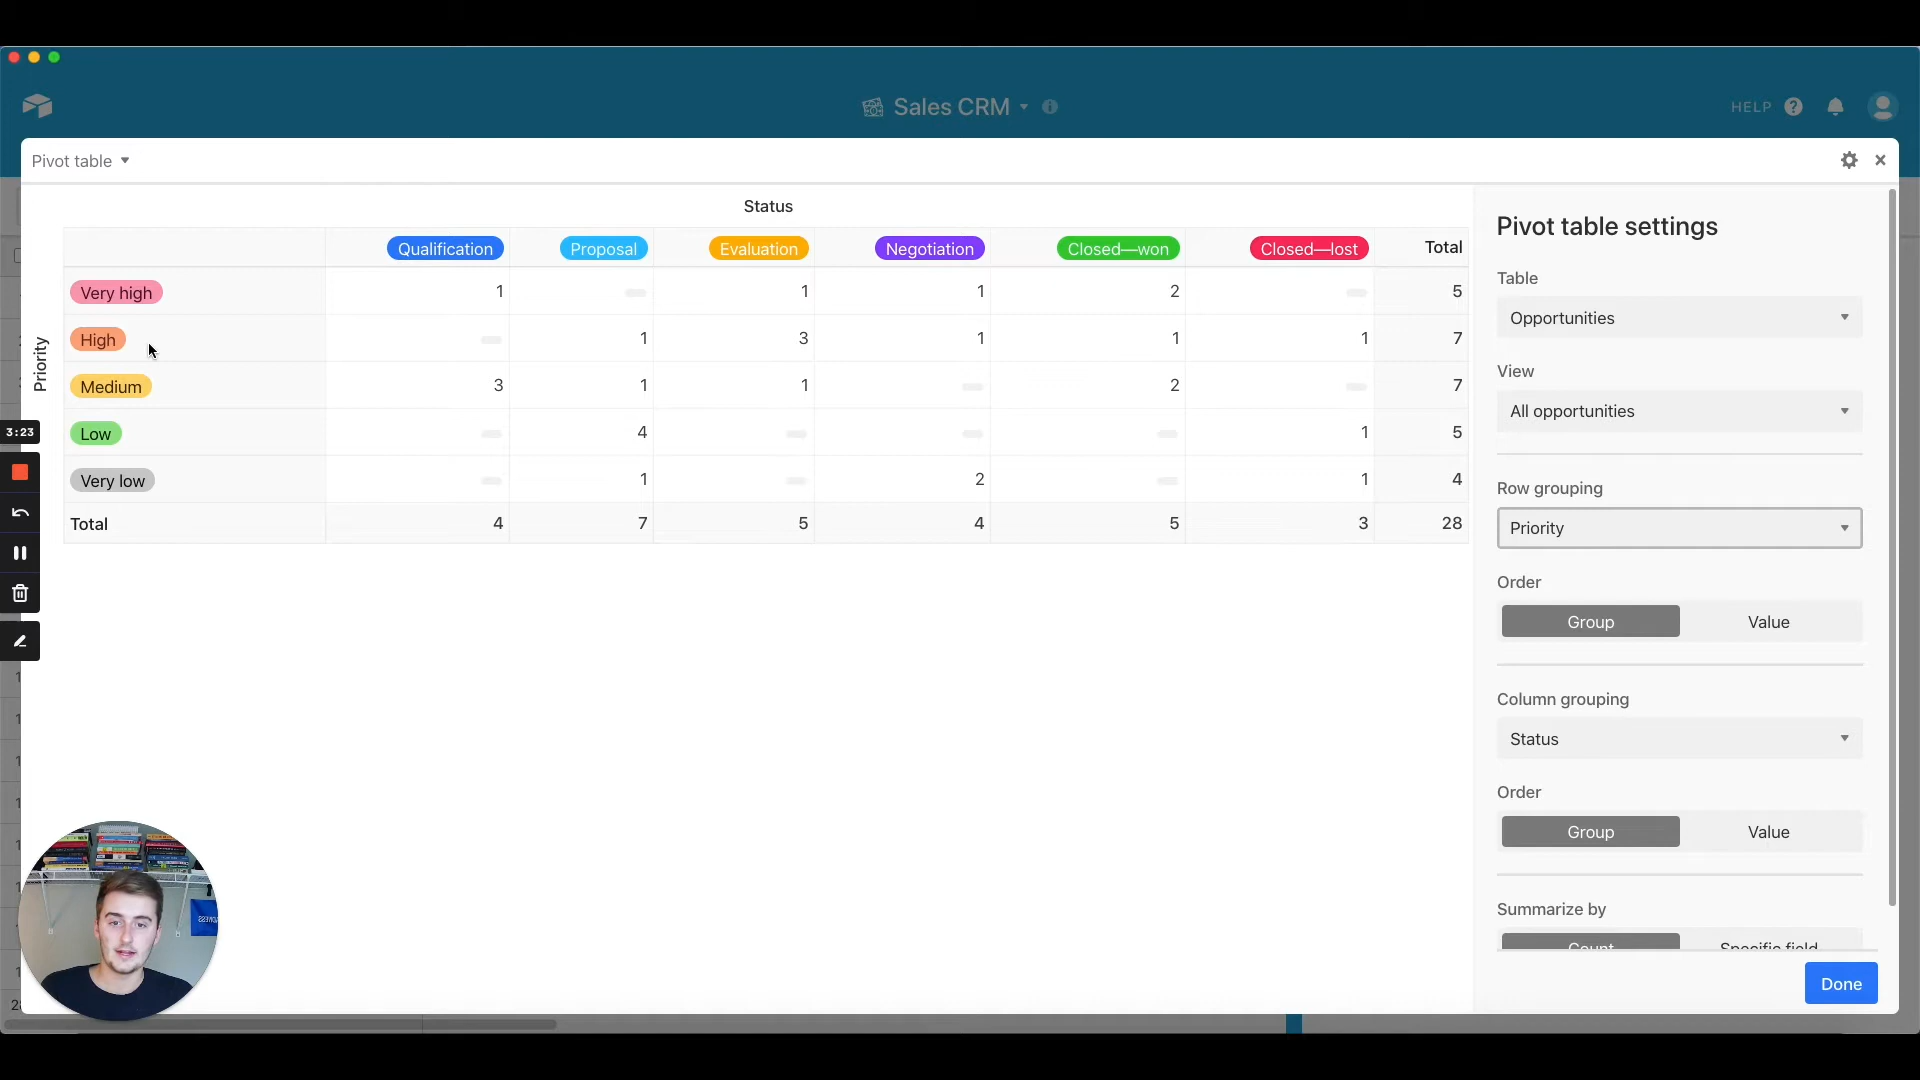 Sales CRM
HELP
Pivot table
Status
Qualification Proposal Evaluation Negotiation Closed—won Closed—lost Total
Priority
Very high 1 1 1 2 5
High 1 3 1 1 1 7
Medium 3 1 1 2 7
Low 4 1 5
Very low 1 2 1 4
Total 4 7 5 4 5 3 28
3:23
Pivot table settings
Table
Opportunities
View
All opportunities
Row grouping
Priority
Order
Group Value
Column grouping
Status
Order
Group Value
Summarize by
Count Specific field
Done